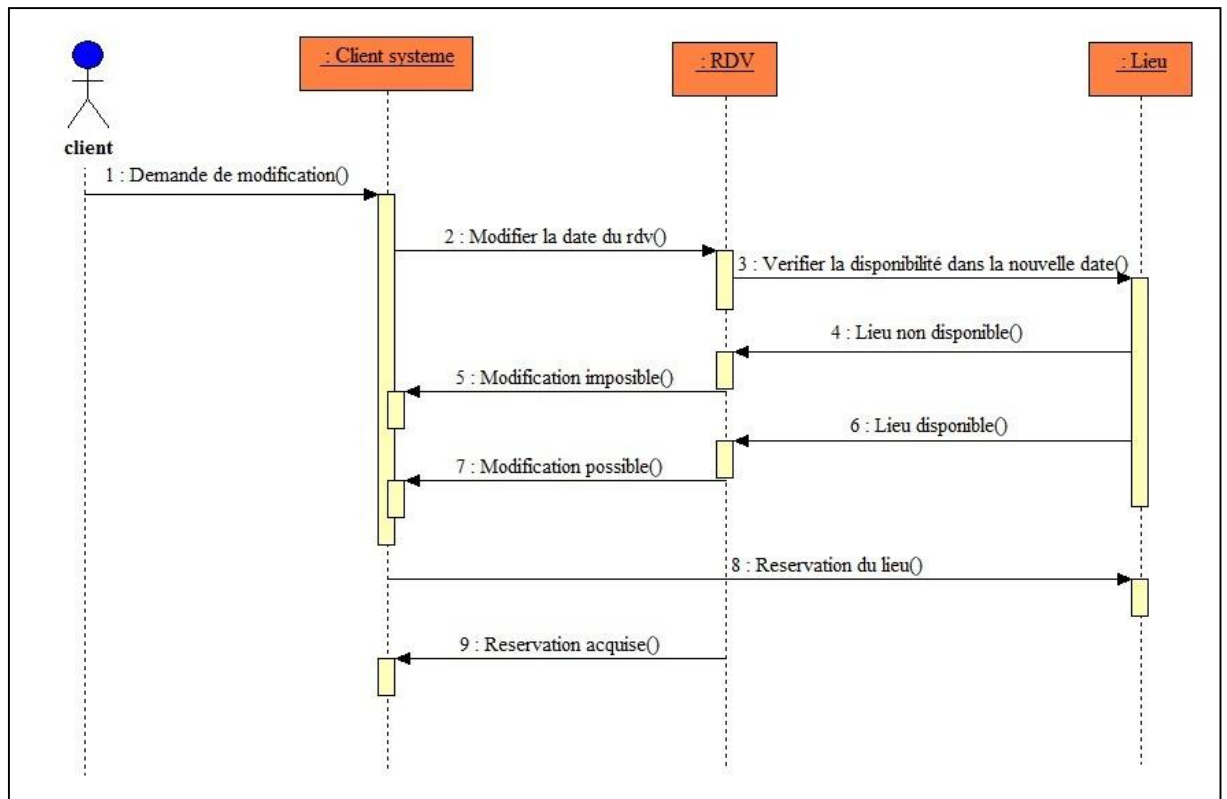 : Client systeme
: RDV
: Lieu
client
1 : Demande de modification()
2 : Modifier la date du rdv()
3 : Verifier la disponibilité dans la nouvelle date()
4 : Lieu non disponible()
5 : Modification imposible()
6 : Lieu disponible()
7 : Modification possible()
8 : Reservation du lieu()
9 : Reservation acquise()